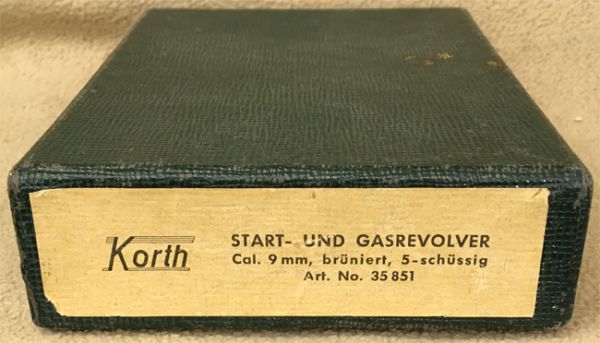 Korth
START- UND GASREVOLVER
Cal. 9 mm, brüniert, 5-schüssig
Art. No. 35 851